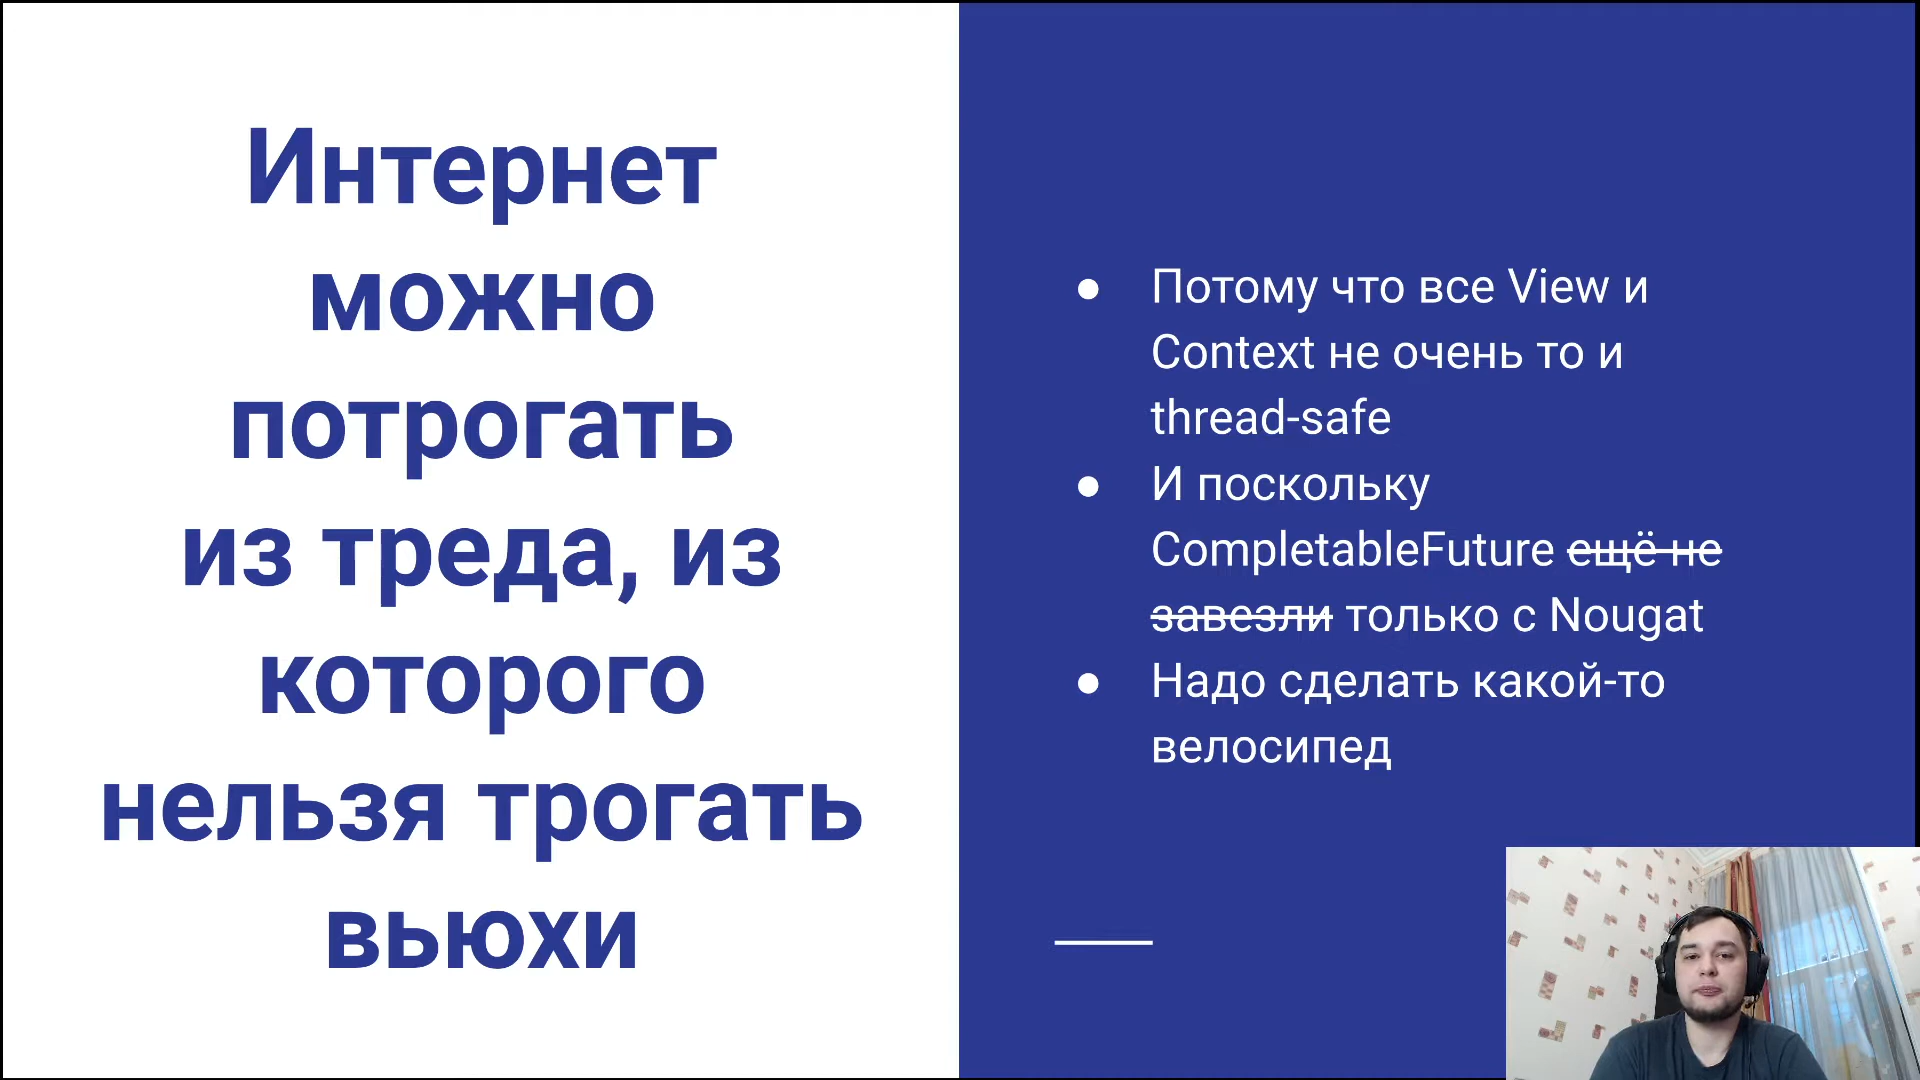 Интернет
можно
потрогать
из треда, из
которого
нельзя трогать
вьюхи
● Потому что все View и
Context не очень то и
thread-safe
● И поскольку
CompletableFuture ещё не
завезли только с Nougat
● Надо сделать какой-то
велосипед